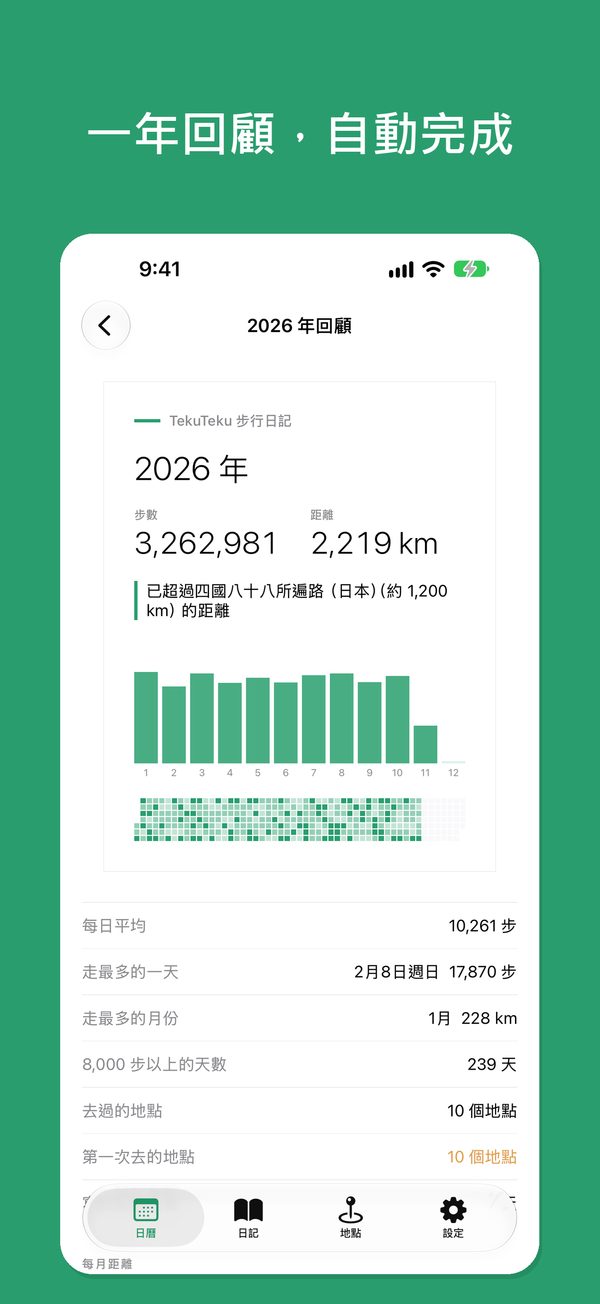 一年回顧，自動完成
9:41
2026 年回顧
TekuTeku 步行日記
2026 年
步數 距離
3,262,981 2,219 km
已超過四國八十八所遍路（日本）（約 1,200
km）的距離
1 2 3 4 5 6 7 8 9 10 11 12
每日平均 10,261 步
走最多的一天 2月8日週日 17,870 步
走最多的月份 1月 228 km
8,000 步以上的天數 239 天
去過的地點 10 個地點
第一次去的地點 10 個地點
日曆 日記 地點 設定
每月距離